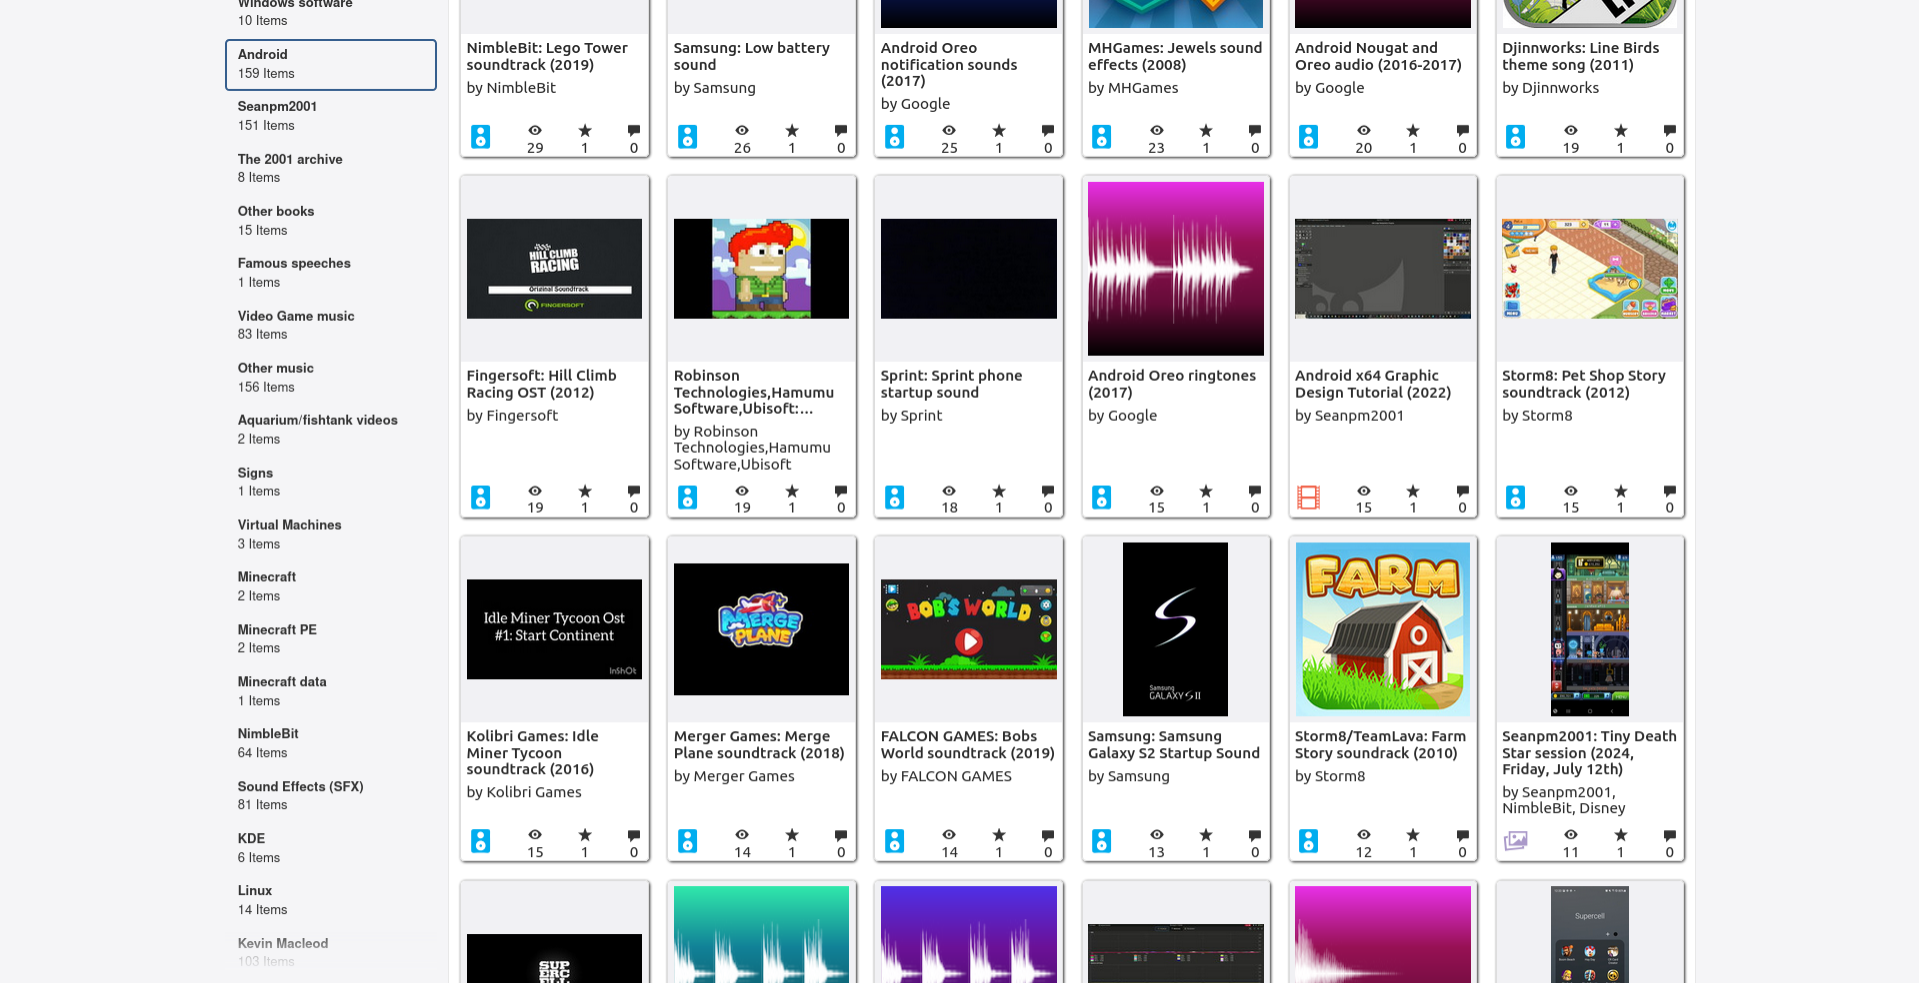 Windows software
10 Items
Android
159 Items
Seanpm2001
151 Items
The 2001 archive
8 Items
Other books
15 Items
Famous speeches
1 Items
Video Game music
83 Items
Other music
156 Items
Aquarium/fishtank videos
2 Items
Signs
1 Items
Virtual Machines
3 Items
Minecraft
2 Items
Minecraft PE
2 Items
Minecraft data
1 Items
NimbleBit
64 Items
Sound Effects (SFX)
81 Items
KDE
6 Items
Linux
14 Items
Kevin Macleod
103 Items
NimbleBit: Lego Tower
soundtrack (2019)
by NimbleBit
29 1 0
Samsung: Low battery
sound
by Samsung
26 1 0
Android Oreo
notification sounds
(2017)
by Google
25 1 0
MHGames: Jewels sound
effects (2008)
by MHGames
23 1 0
Android Nougat and
Oreo audio (2016-2017)
by Google
20 1 0
Djinnworks: Line Birds
theme song (2011)
by Djinnworks
19 1 0
HILL CLIMB
RACING
Original Soundtrack
FINGERSOFT
Fingersoft: Hill Climb
Racing OST (2012)
by Fingersoft
19 1 0
Robinson
Technologies,Hamumu
Software,Ubisoft:...
by Robinson
Technologies,Hamumu
Software,Ubisoft
19 1 0
Sprint: Sprint phone
startup sound
by Sprint
18 1 0
Android Oreo ringtones
(2017)
by Google
15 1 0
Android x64 Graphic
Design Tutorial (2022)
by Seanpm2001
15 1 0
Storm8: Pet Shop Story
soundtrack (2012)
by Storm8
15 1 0
Idle Miner Tycoon Ost
#1: Start Continent
InShOt
Kolibri Games: Idle
Miner Tycoon
soundtrack (2016)
by Kolibri Games
15 1 0
MERGE
PLANE
Merger Games: Merge
Plane soundtrack (2018)
by Merger Games
14 1 0
BOB'S WORLD
FALCON GAMES: Bobs
World soundtrack (2019)
by FALCON GAMES
14 1 0
S
Samsung
GALAXY S II
Samsung: Samsung
Galaxy S2 Startup Sound
by Samsung
13 1 0
FARM
Storm8/TeamLava: Farm
Story soundrack (2010)
by Storm8
12 1 0
Seanpm2001: Tiny Death
Star session (2024,
Friday, July 12th)
by Seanpm2001,
NimbleBit, Disney
11 1 0
SUP
ERC
ELL
Supercell